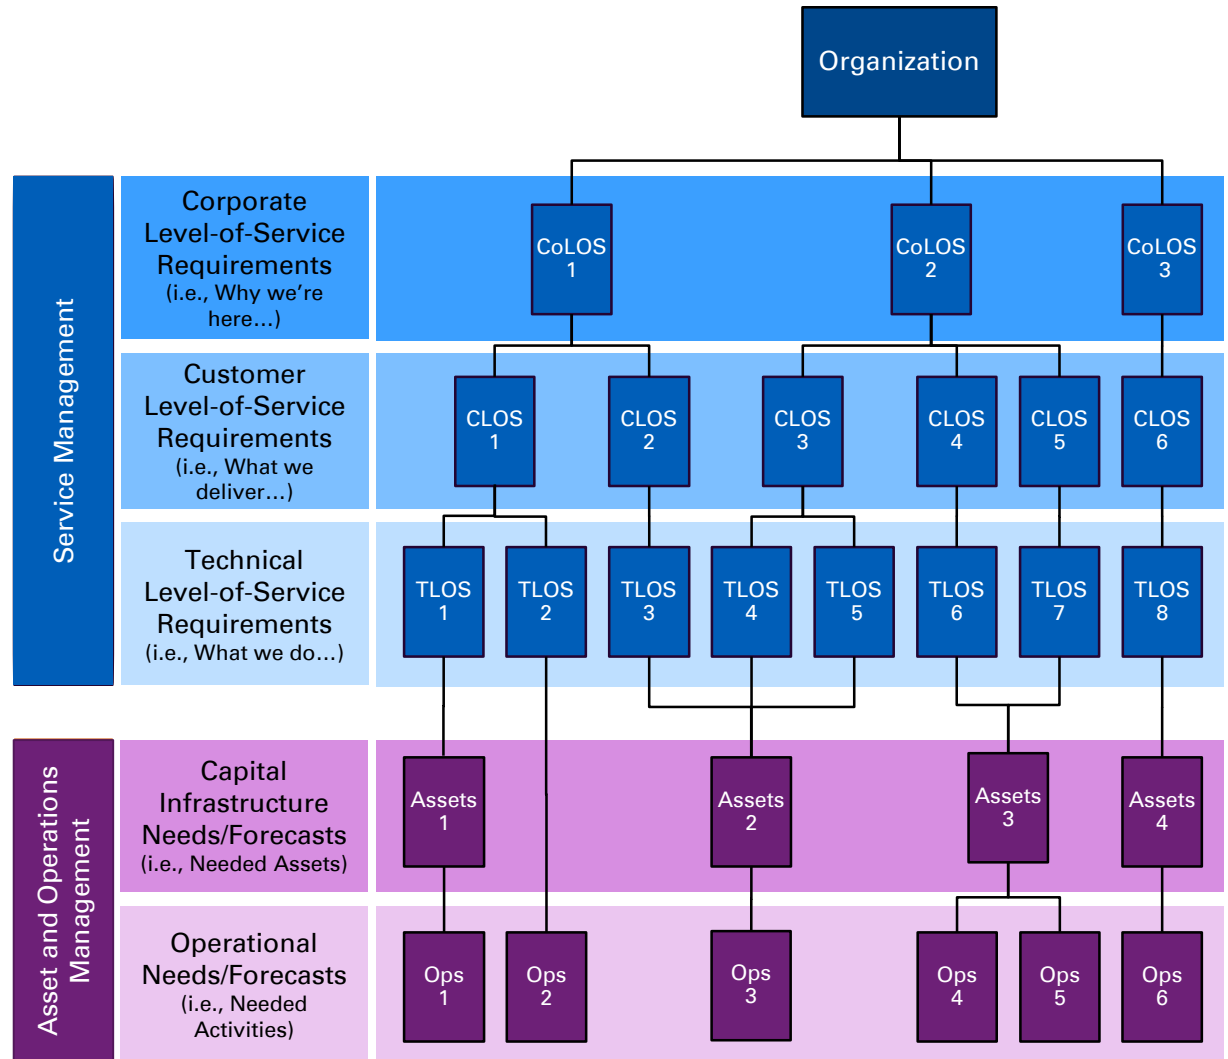 Organization
Service Management
Corporate
Level-of-Service
Requirements
(i.e., Why we’re
here…)
CoLOS
1
CoLOS
2
CoLOS
3
Customer
Level-of-Service
Requirements
(i.e., What we
deliver…)
CLOS
1
CLOS
2
CLOS
3
CLOS
4
CLOS
5
CLOS
6
Technical
Level-of-Service
Requirements
(i.e., What we do…)
TLOS
1
TLOS
2
TLOS
3
TLOS
4
TLOS
5
TLOS
6
TLOS
7
TLOS
8
Asset and Operations
Management
Capital
Infrastructure
Needs/Forecasts
(i.e., Needed Assets)
Assets
1
Assets
2
Assets
3
Assets
4
Operational
Needs/Forecasts
(i.e., Needed
Activities)
Ops
1
Ops
2
Ops
3
Ops
4
Ops
5
Ops
6